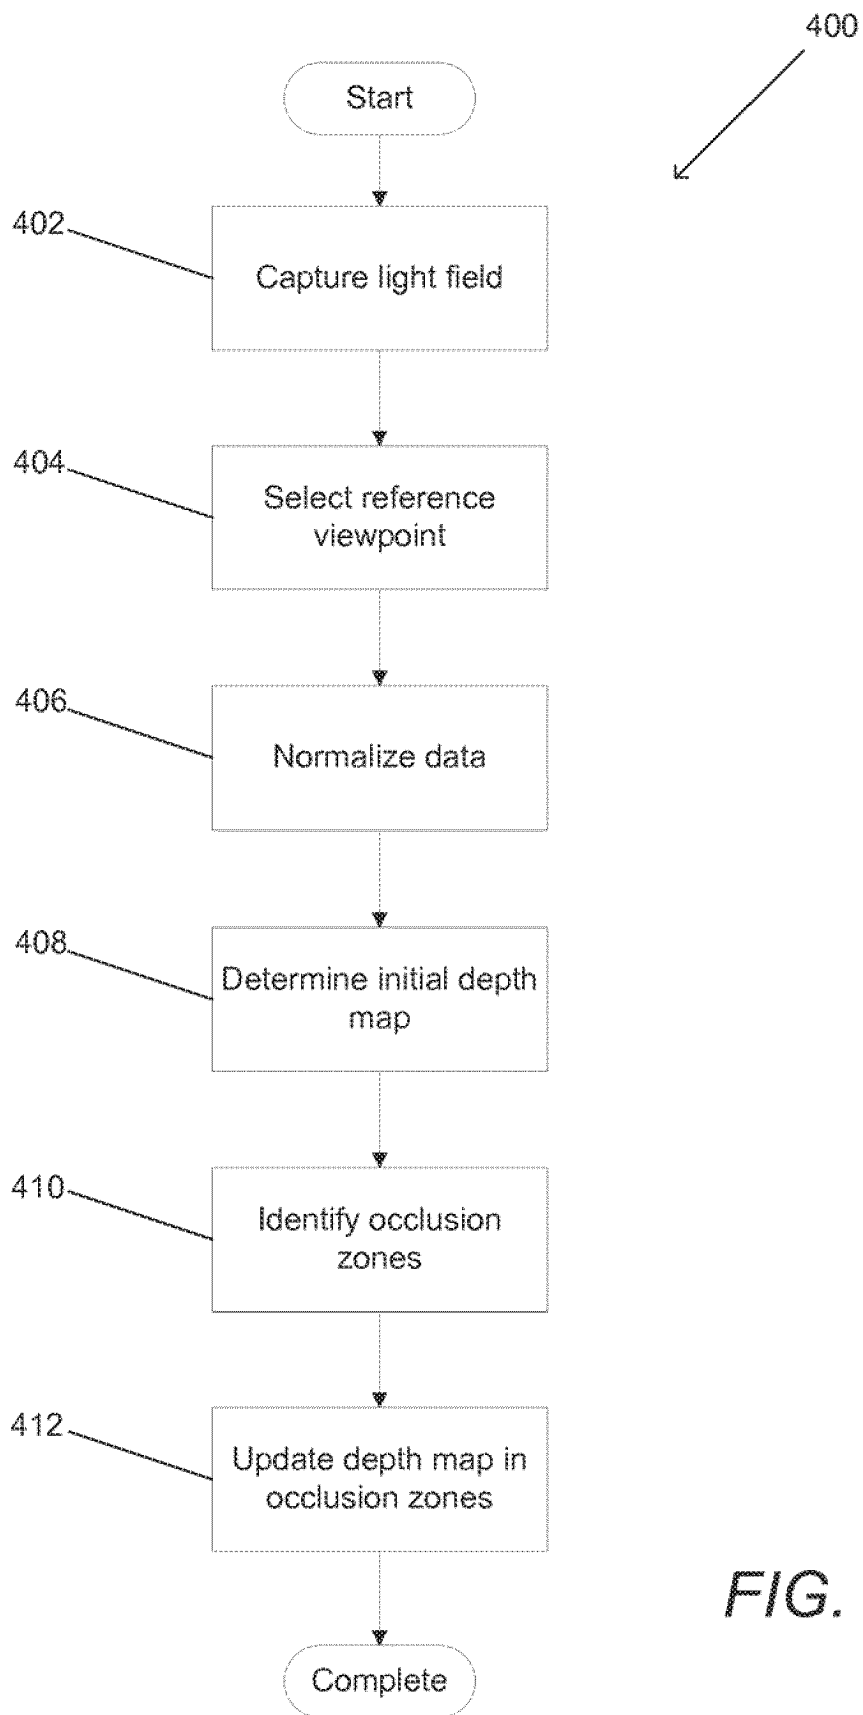 400
Start
402
Capture light field
404
Select reference
viewpoint
406
Normalize data
408
Determine initial depth
map
410
Identify occlusion
zones
412
Update depth map in
occlusion zones
FIG.
Complete